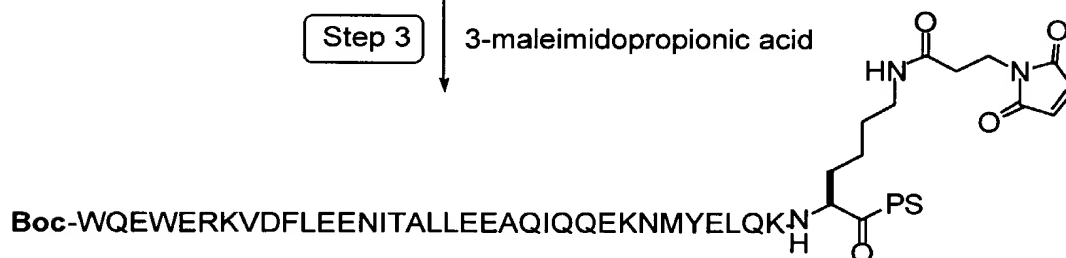 O
O
Step 3 3-maleimidopropionic acid
HN
N
O
PS
Boc-WQEWERKVDFLEENITALLEEAQIQQEKNMYELQK-N
H
O